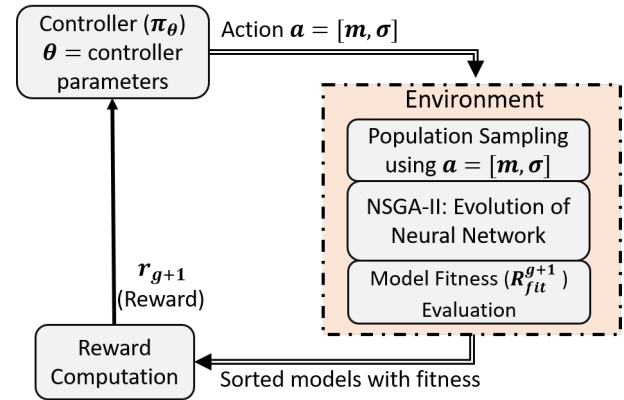 Controller (π_θ)
θ = controller
parameters
Action a = [m, σ]
Environment
Population Sampling
using a = [m, σ]
NSGA-II: Evolution of
Neural Network
Model Fitness (R_fit^{g+1})
Evaluation
r_{g+1}
(Reward)
Reward
Computation
Sorted models with fitness